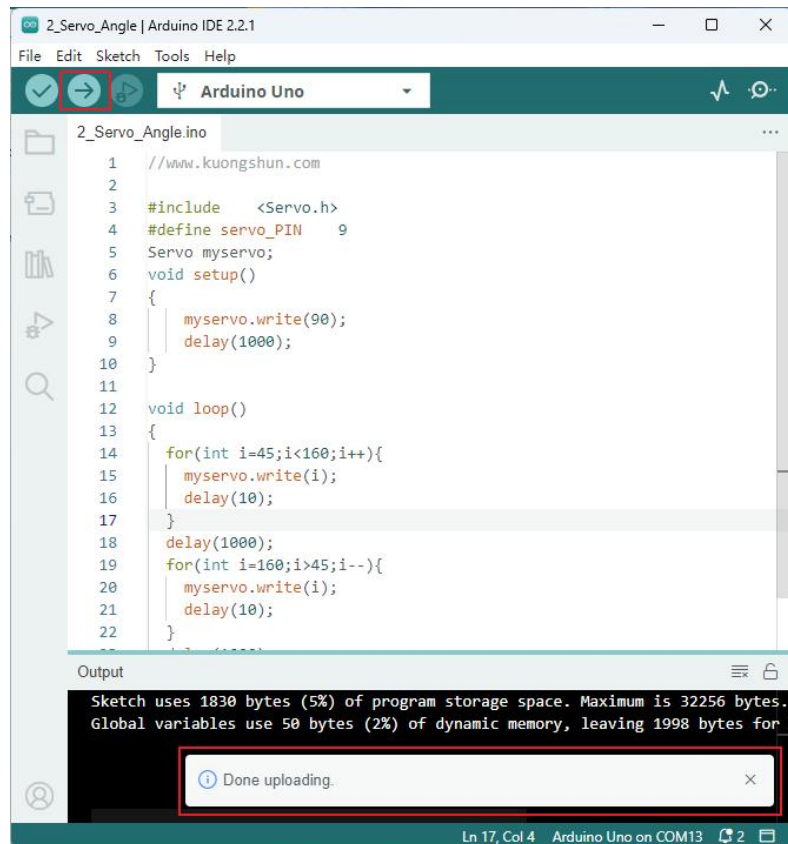 2_Servo_Angle | Arduino IDE 2.2.1
File Edit Sketch Tools Help
Arduino Uno
2_Servo_Angle.ino
1 //www.kuongshun.com
2
3 #include    <Servo.h>
4 #define servo_PIN    9
5 Servo myservo;
6 void setup()
7 {
8     myservo.write(90);
9     delay(1000);
10 }
11
12 void loop()
13 {
14   for(int i=45;i<160;i++){
15     myservo.write(i);
16     delay(10);
17   }
18   delay(1000);
19   for(int i=160;i>45;i--){
20     myservo.write(i);
21     delay(10);
22   }
Output
Sketch uses 1830 bytes (5%) of program storage space. Maximum is 32256 bytes.
Global variables use 50 bytes (2%) of dynamic memory, leaving 1998 bytes for
Done uploading.
Ln 17, Col 4 Arduino Uno on COM13 2